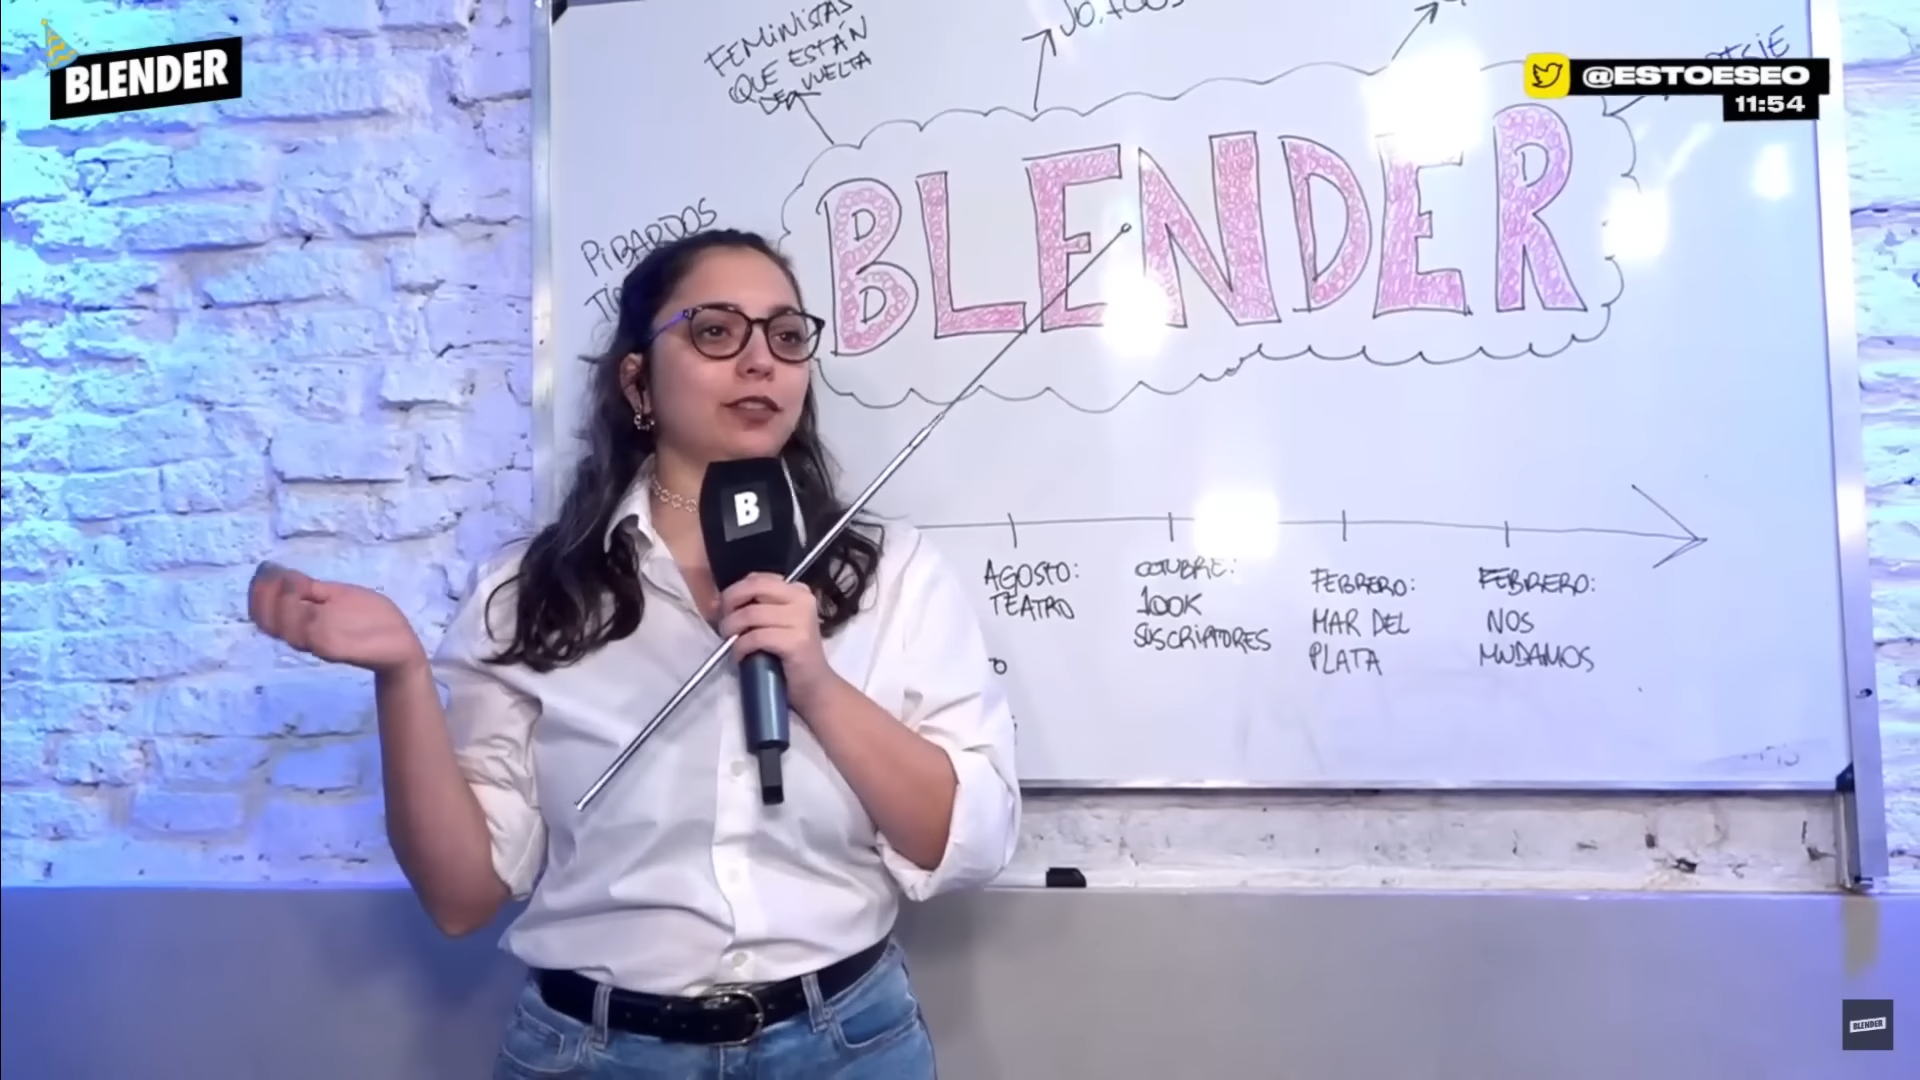 BLENDER
@ESTOESEO
11:54
FEMINISTAS
QUE ESTÁN
DE VUELTA
PIBARDOS
BLENDER
B
AGOSTO:
TEATRO
OCTUBRE:
100K
SUSCRIPTORES
FEBRERO:
MAR DEL
PLATA
FEBRERO:
NOS
MUDAMOS
BLENDER